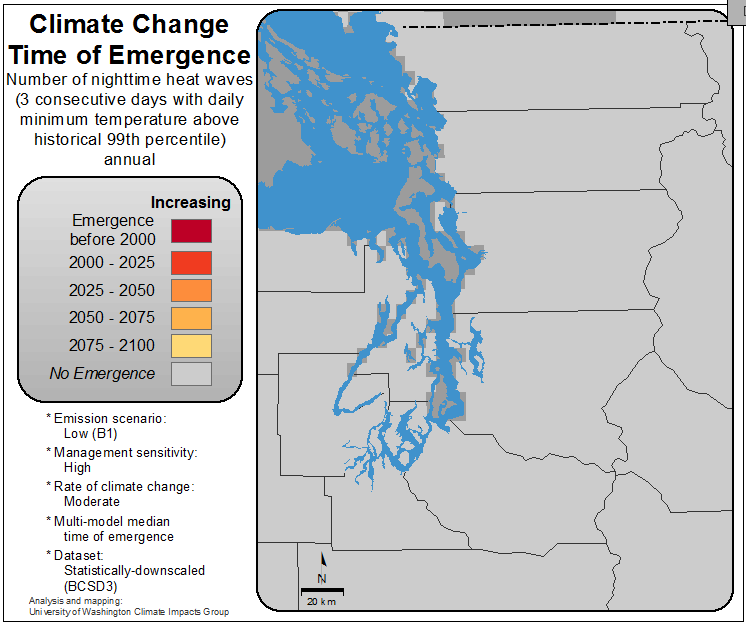 Climate Change
Time of Emergence
Number of nighttime heat waves
(3 consecutive days with daily
minimum temperature above
historical 99th percentile)
annual
Increasing
Emergence
before 2000
2000 - 2025
2025 - 2050
2050 - 2075
2075 - 2100
No Emergence
* Emission scenario:
Low (B1)
* Management sensitivity:
High
* Rate of climate change:
Moderate
* Multi-model median
time of emergence
* Dataset:
Statistically-downscaled
(BCSD3)
Analysis and mapping:
University of Washington Climate Impacts Group
N
20 km